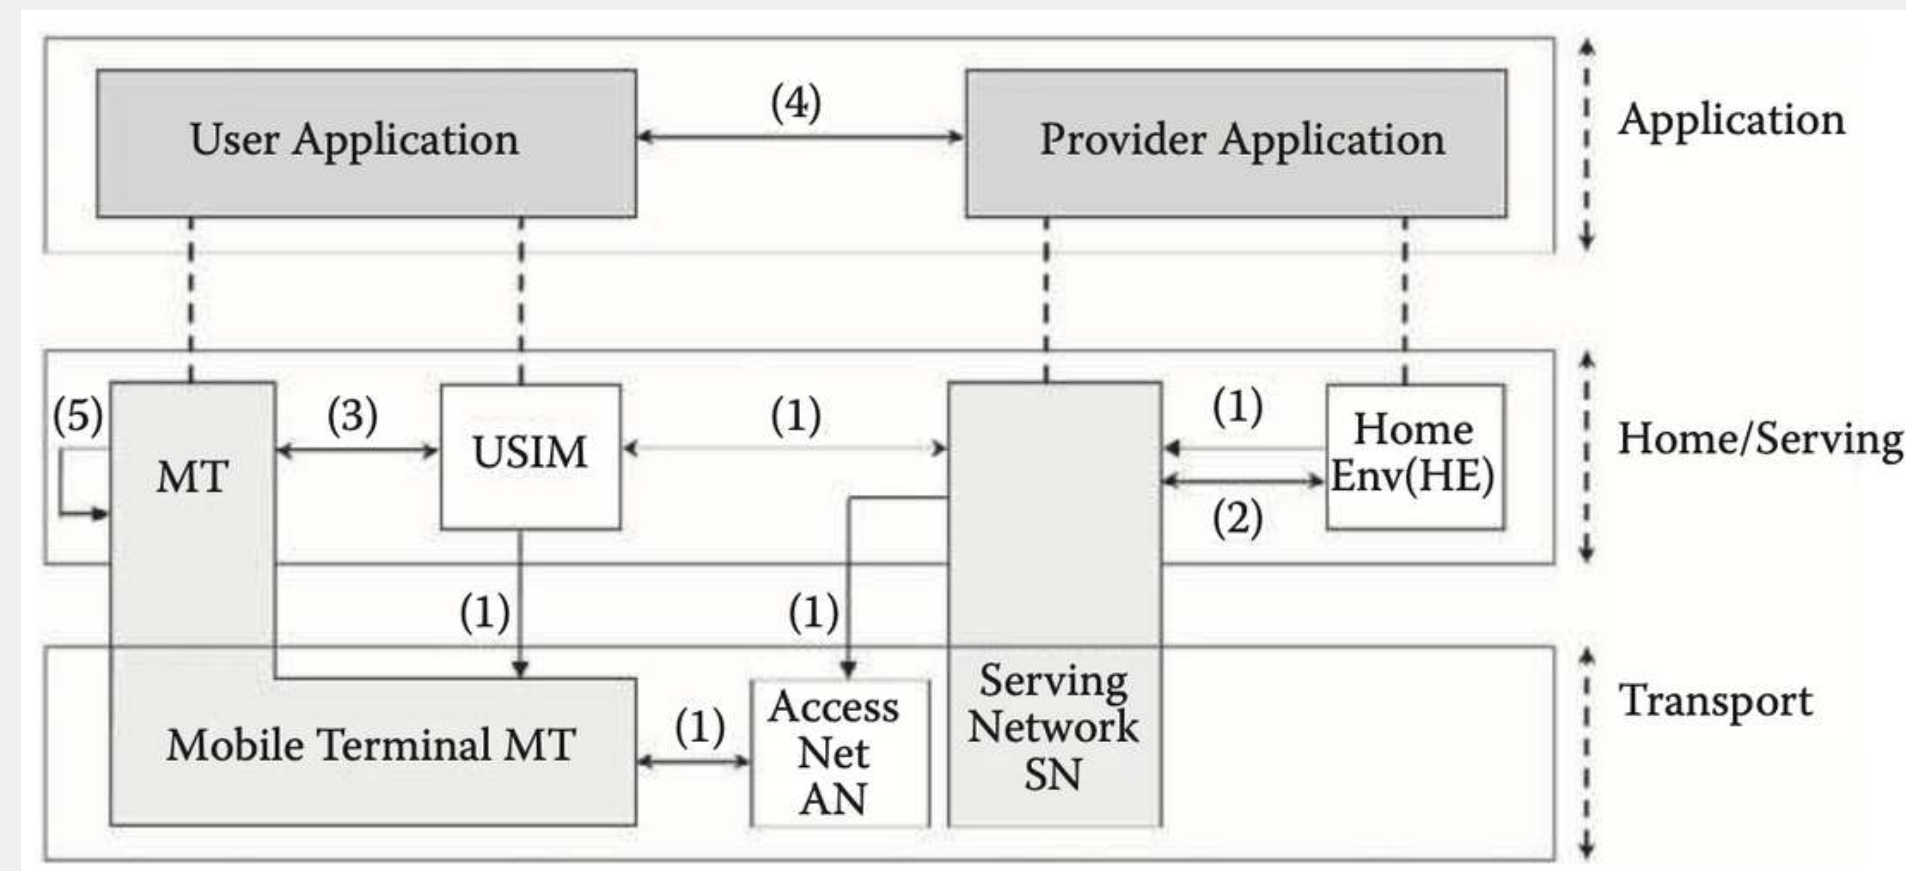 (4)
User Application
Provider Application
Application
(5)
(3)
(1)
(1)
MT
USIM
Home
Env(HE)
Home/Serving
(2)
(1)
(1)
Mobile Terminal MT
(1)
Access
Net
AN
Serving
Network
SN
Transport